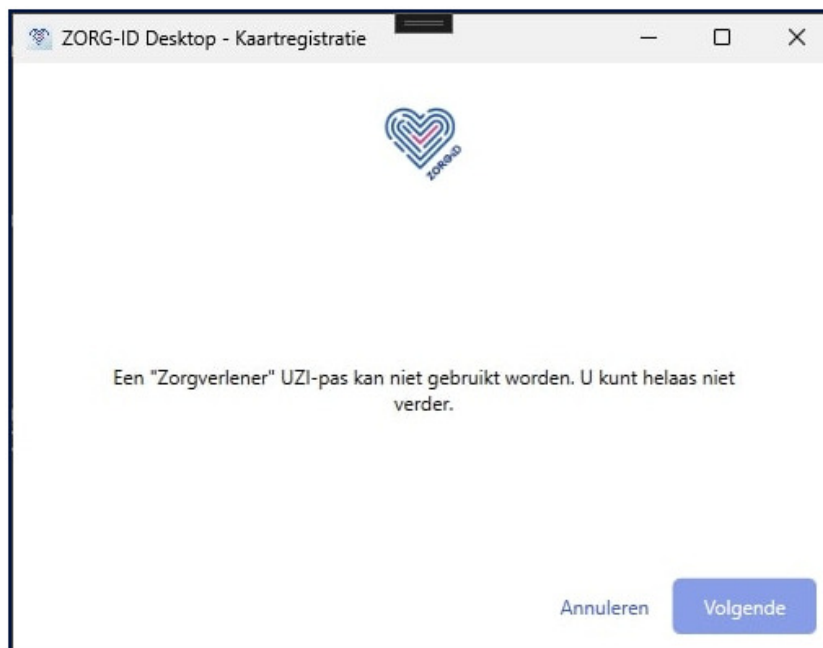 ZORG-ID Desktop - Kaartregistratie
ZORG-ID
Een "Zorgverlener" UZI-pas kan niet gebruikt worden. U kunt helaas niet
verder.
Annuleren
Volgende